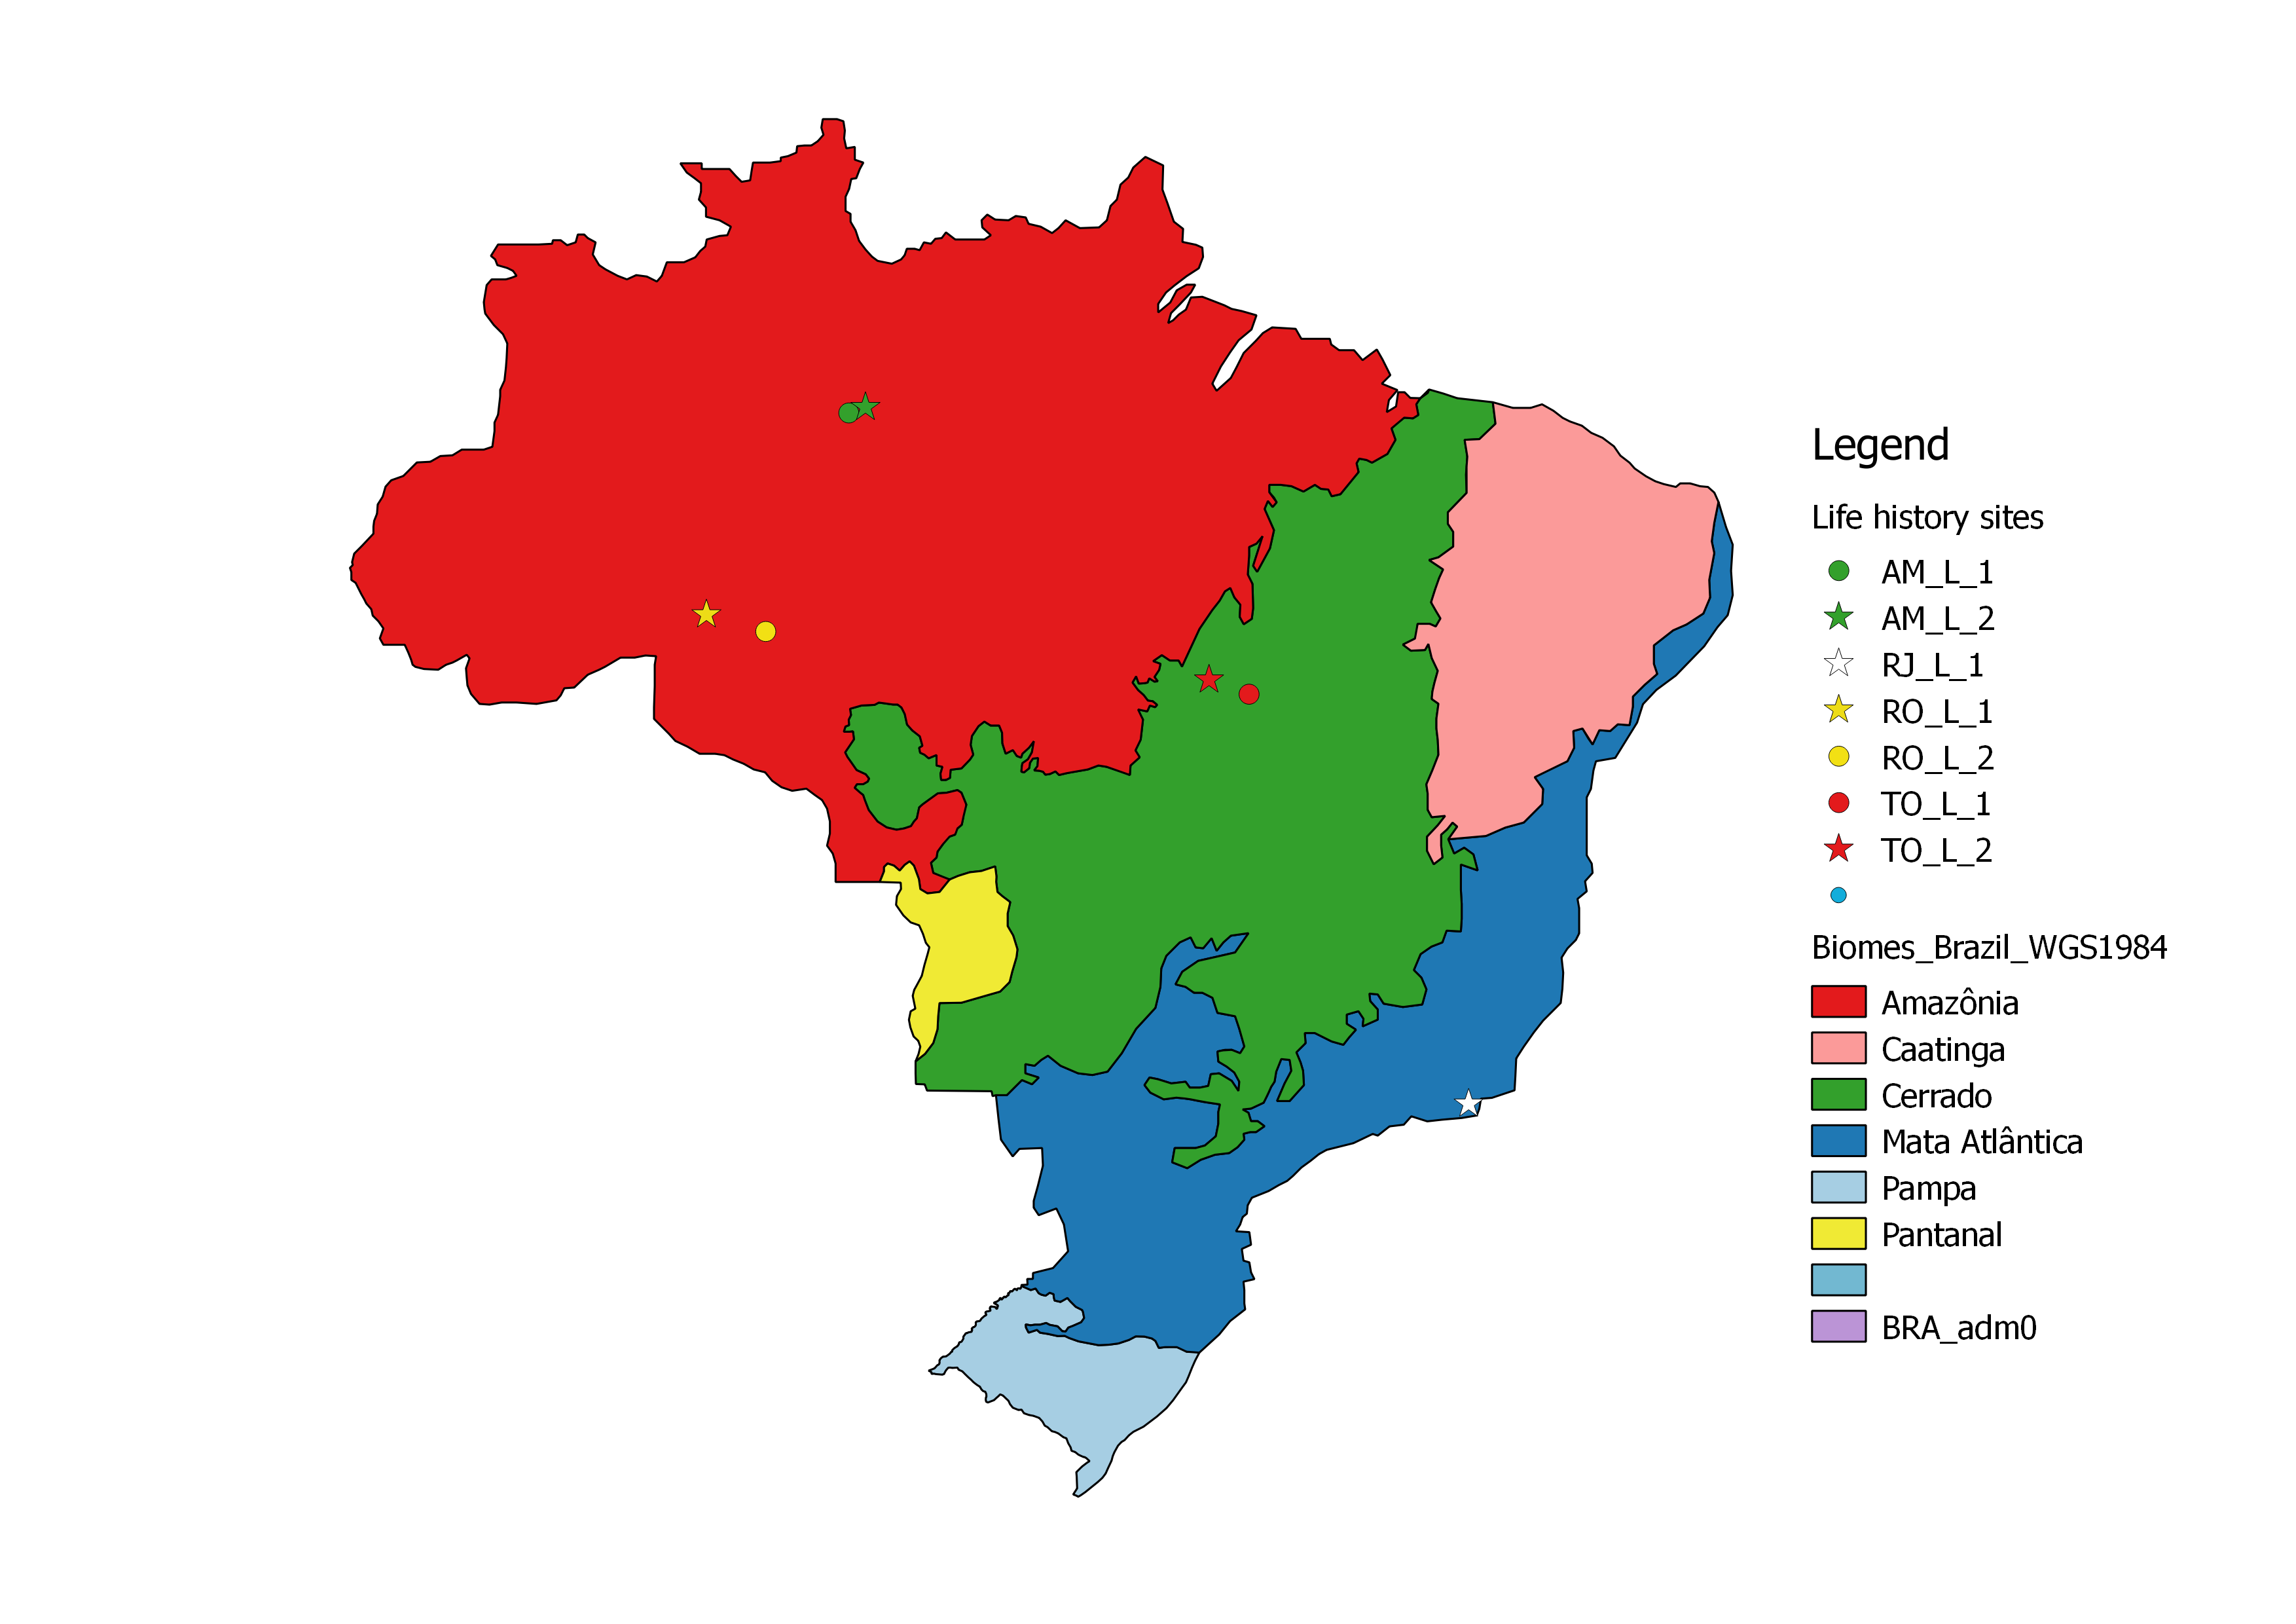 Legend
Life history sites
AM_L_1
AM_L_2
RJ_L_1
RO_L_1
RO_L_2
TO_L_1
TO_L_2
Biomes_Brazil_WGS1984
Amazônia
Caatinga
Cerrado
Mata Atlântica
Pampa
Pantanal
BRA_adm0